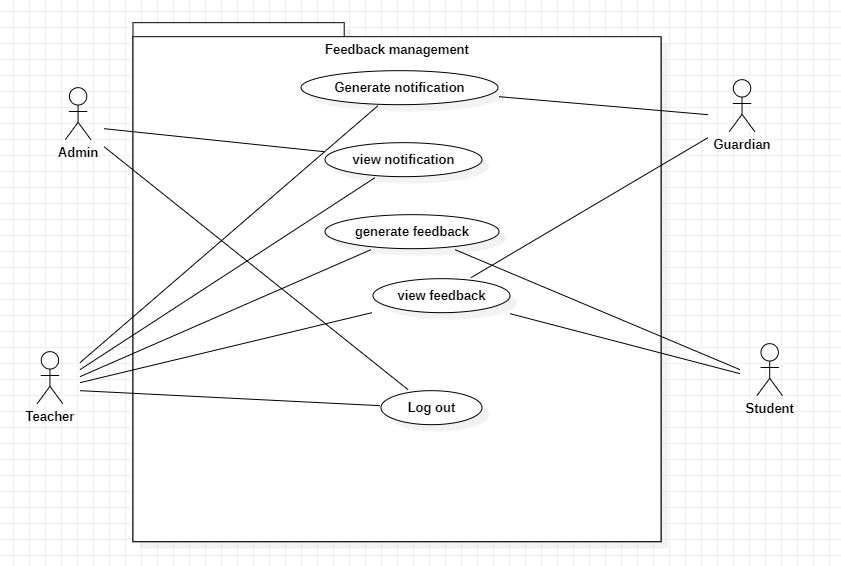 Feedback management
Generate notification
Admin
Guardian
view notification
generate feedback
view feedback
Teacher
Log out
Student